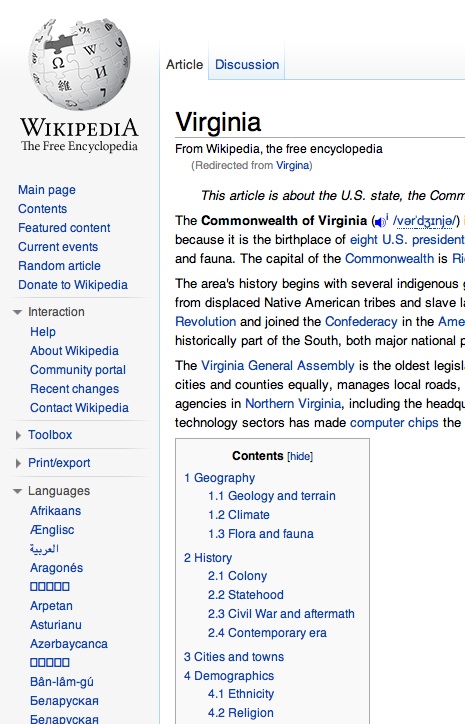 Ω W И 維
WIKIPEDIA
The Free Encyclopedia
Main page
Contents
Featured content
Current events
Random article
Donate to Wikipedia
Interaction
Help
About Wikipedia
Community portal
Recent changes
Contact Wikipedia
Toolbox
Print/export
Languages
Afrikaans
Ænglisc
العربية
Aragonés
Arpetan
Asturianu
Azərbaycanca
Bân-lâm-gú
Беларуская
Беларуская
Article Discussion
Virginia
From Wikipedia, the free encyclopedia
(Redirected from Virgina)
This article is about the U.S. state, the Comm
The Commonwealth of Virginia (/vərˈdʒɪnjə/) i
because it is the birthplace of eight U.S. president
and fauna. The capital of the Commonwealth is Ri
The area's history begins with several indigenous g
from displaced Native American tribes and slave la
Revolution and joined the Confederacy in the Ame
historically part of the South, both major national p
The Virginia General Assembly is the oldest legisl
cities and counties equally, manages local roads,
agencies in Northern Virginia, including the headqu
technology sectors has made computer chips the
Contents [hide]
1 Geography
1.1 Geology and terrain
1.2 Climate
1.3 Flora and fauna
2 History
2.1 Colony
2.2 Statehood
2.3 Civil War and aftermath
2.4 Contemporary era
3 Cities and towns
4 Demographics
4.1 Ethnicity
4.2 Religion